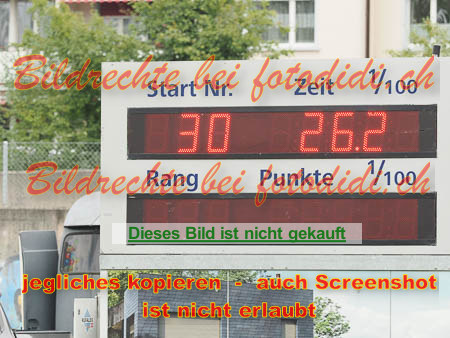 Bildrechte bei fotodidi.ch
Start Nr. Zeit 1/100
30 26.2
Bildrechte bei fotodidi.ch
Rang Punkte 1/100
Dieses Bild ist nicht gekauft
jegliches kopieren - auch Screenshot
ist nicht erlaubt